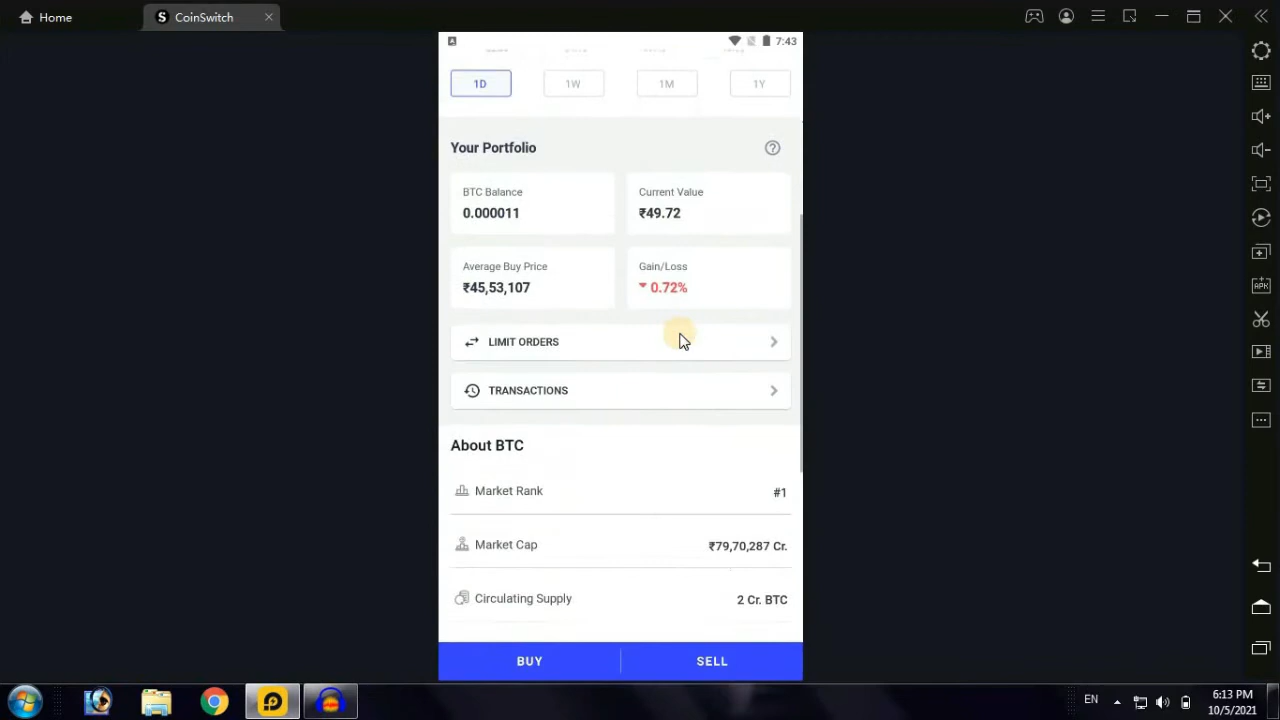 Home
CoinSwitch
7:43
1D
1W
1M
1Y
Your Portfolio
BTC Balance
0.000011
Current Value
₹49.72
Average Buy Price
₹45,53,107
Gain/Loss
0.72%
LIMIT ORDERS
TRANSACTIONS
About BTC
Market Rank
#1
Market Cap
₹79,70,287 Cr.
Circulating Supply
2 Cr. BTC
BUY
SELL
EN
6:13 PM
10/5/2021